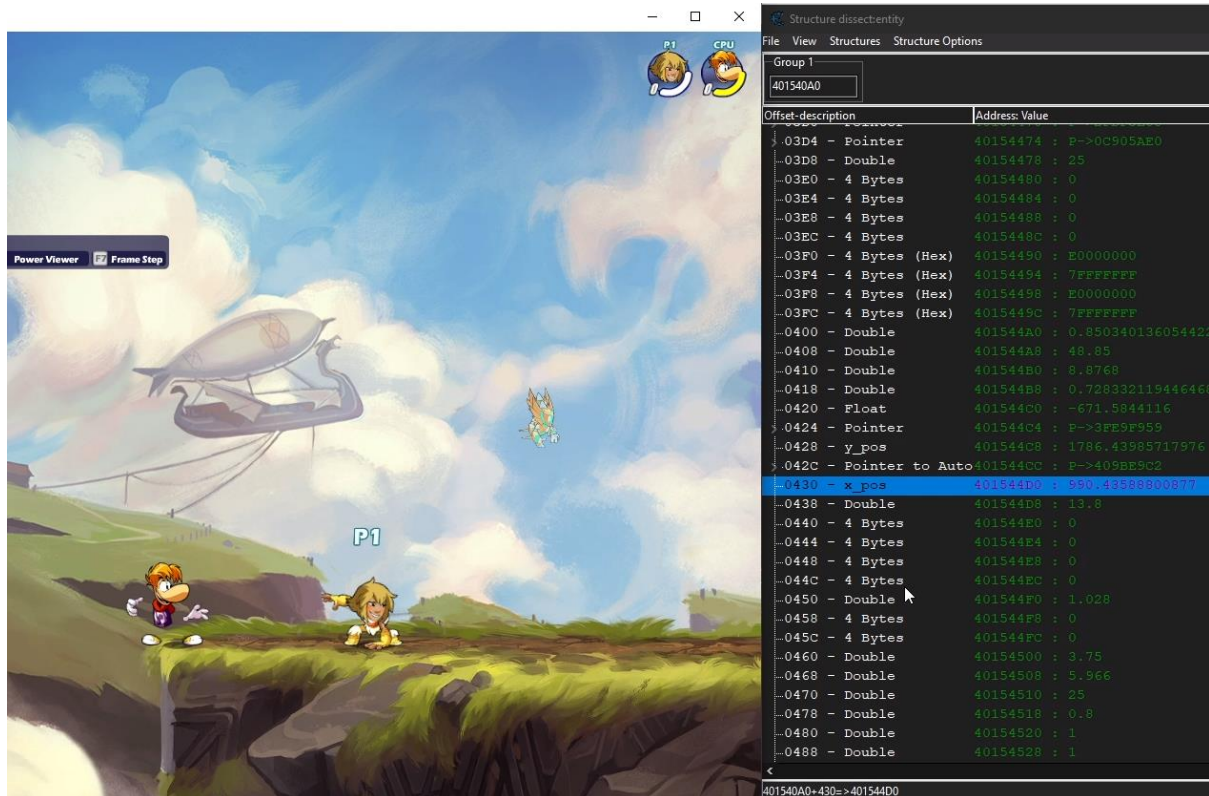 P1 CPU
Power Viewer F7 Frame Step
P1
Structure dissect:entity
File View Structures Structure Options
Group 1
401540A0
Offset-description Address: Value
03D4 - Pointer 40154474 : P->0C905AE0
03D8 - Double 40154478 : 25
03E0 - 4 Bytes 40154480 : 0
03E4 - 4 Bytes 40154484 : 0
03E8 - 4 Bytes 40154488 : 0
03EC - 4 Bytes 4015448C : 0
03F0 - 4 Bytes (Hex) 40154490 : E0000000
03F4 - 4 Bytes (Hex) 40154494 : 7FFFFFFF
03F8 - 4 Bytes (Hex) 40154498 : E0000000
03FC - 4 Bytes (Hex) 4015449C : 7FFFFFFF
0400 - Double 401544A0 : 0.850340136054422
0408 - Double 401544A8 : 48.85
0410 - Double 401544B0 : 8.8768
0418 - Double 401544B8 : 0.728332119446468
0420 - Float 401544C0 : -671.5844116
0424 - Pointer 401544C4 : P->3FE9F959
0428 - y_pos 401544C8 : 1786.43985717976
042C - Pointer to Auto 401544CC : P->409BE9C2
0430 - x_pos 401544D0 : 990.43588800877
0438 - Double 401544D8 : 13.8
0440 - 4 Bytes 401544E0 : 0
0444 - 4 Bytes 401544E4 : 0
0448 - 4 Bytes 401544E8 : 0
044C - 4 Bytes 401544EC : 0
0450 - Double 401544F0 : 1.028
0458 - 4 Bytes 401544F8 : 0
045C - 4 Bytes 401544FC : 0
0460 - Double 40154500 : 3.75
0468 - Double 40154508 : 5.966
0470 - Double 40154510 : 25
0478 - Double 40154518 : 0.8
0480 - Double 40154520 : 1
0488 - Double 40154528 : 1
401540A0+430=>401544D0